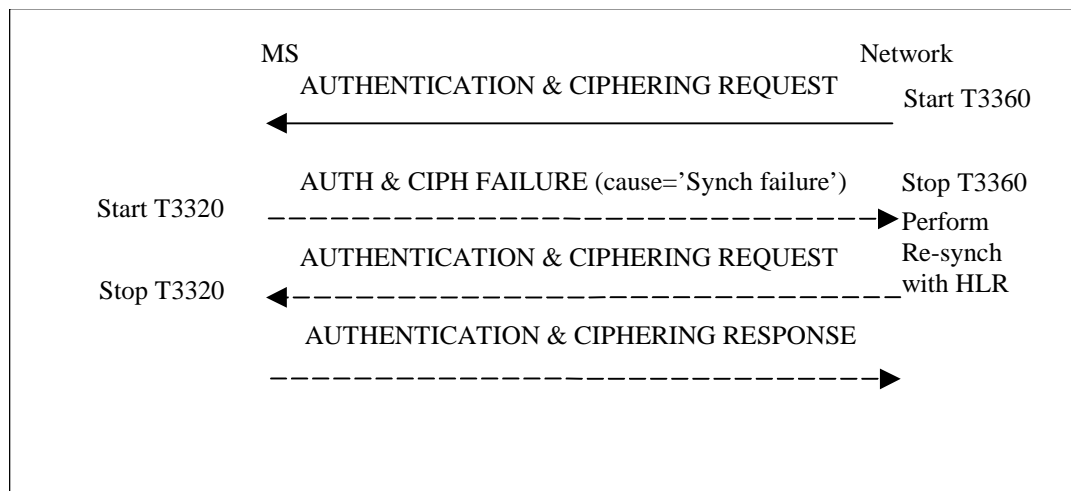 MS
Network
AUTHENTICATION & CIPHERING REQUEST
Start T3360
AUTH & CIPH FAILURE (cause=’Synch failure’)
Stop T3360
Start T3320
Perform
Re-synch
with HLR
AUTHENTICATION & CIPHERING REQUEST
Stop T3320
AUTHENTICATION & CIPHERING RESPONSE